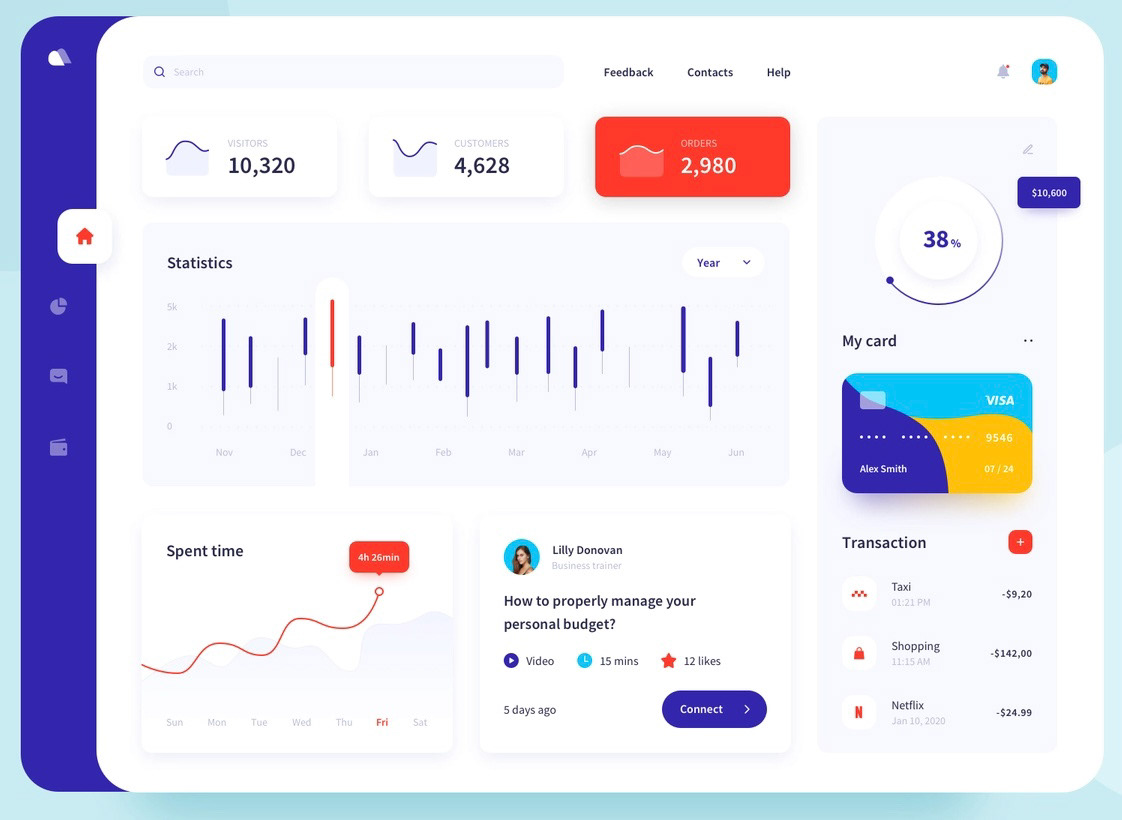 Search
Feedback
Contacts
Help
VISITORS
10,320
CUSTOMERS
4,628
ORDERS
2,980
Statistics
Year
5k
2k
1k
0
Nov Dec Jan Feb Mar Apr May Jun
Spent time
4h 26min
Sun Mon Tue Wed Thu Fri Sat
Lilly Donovan
Business trainer
How to properly manage your
personal budget?
Video
15 mins
12 likes
5 days ago
Connect
$10,600
38%
My card
VISA
•••• •••• •••• 9546
Alex Smith
07 / 24
Transaction
+
Taxi
01:21 PM
-$9,20
Shopping
11:15 AM
-$142,00
N
Netflix
Jan 10, 2020
-$24.99